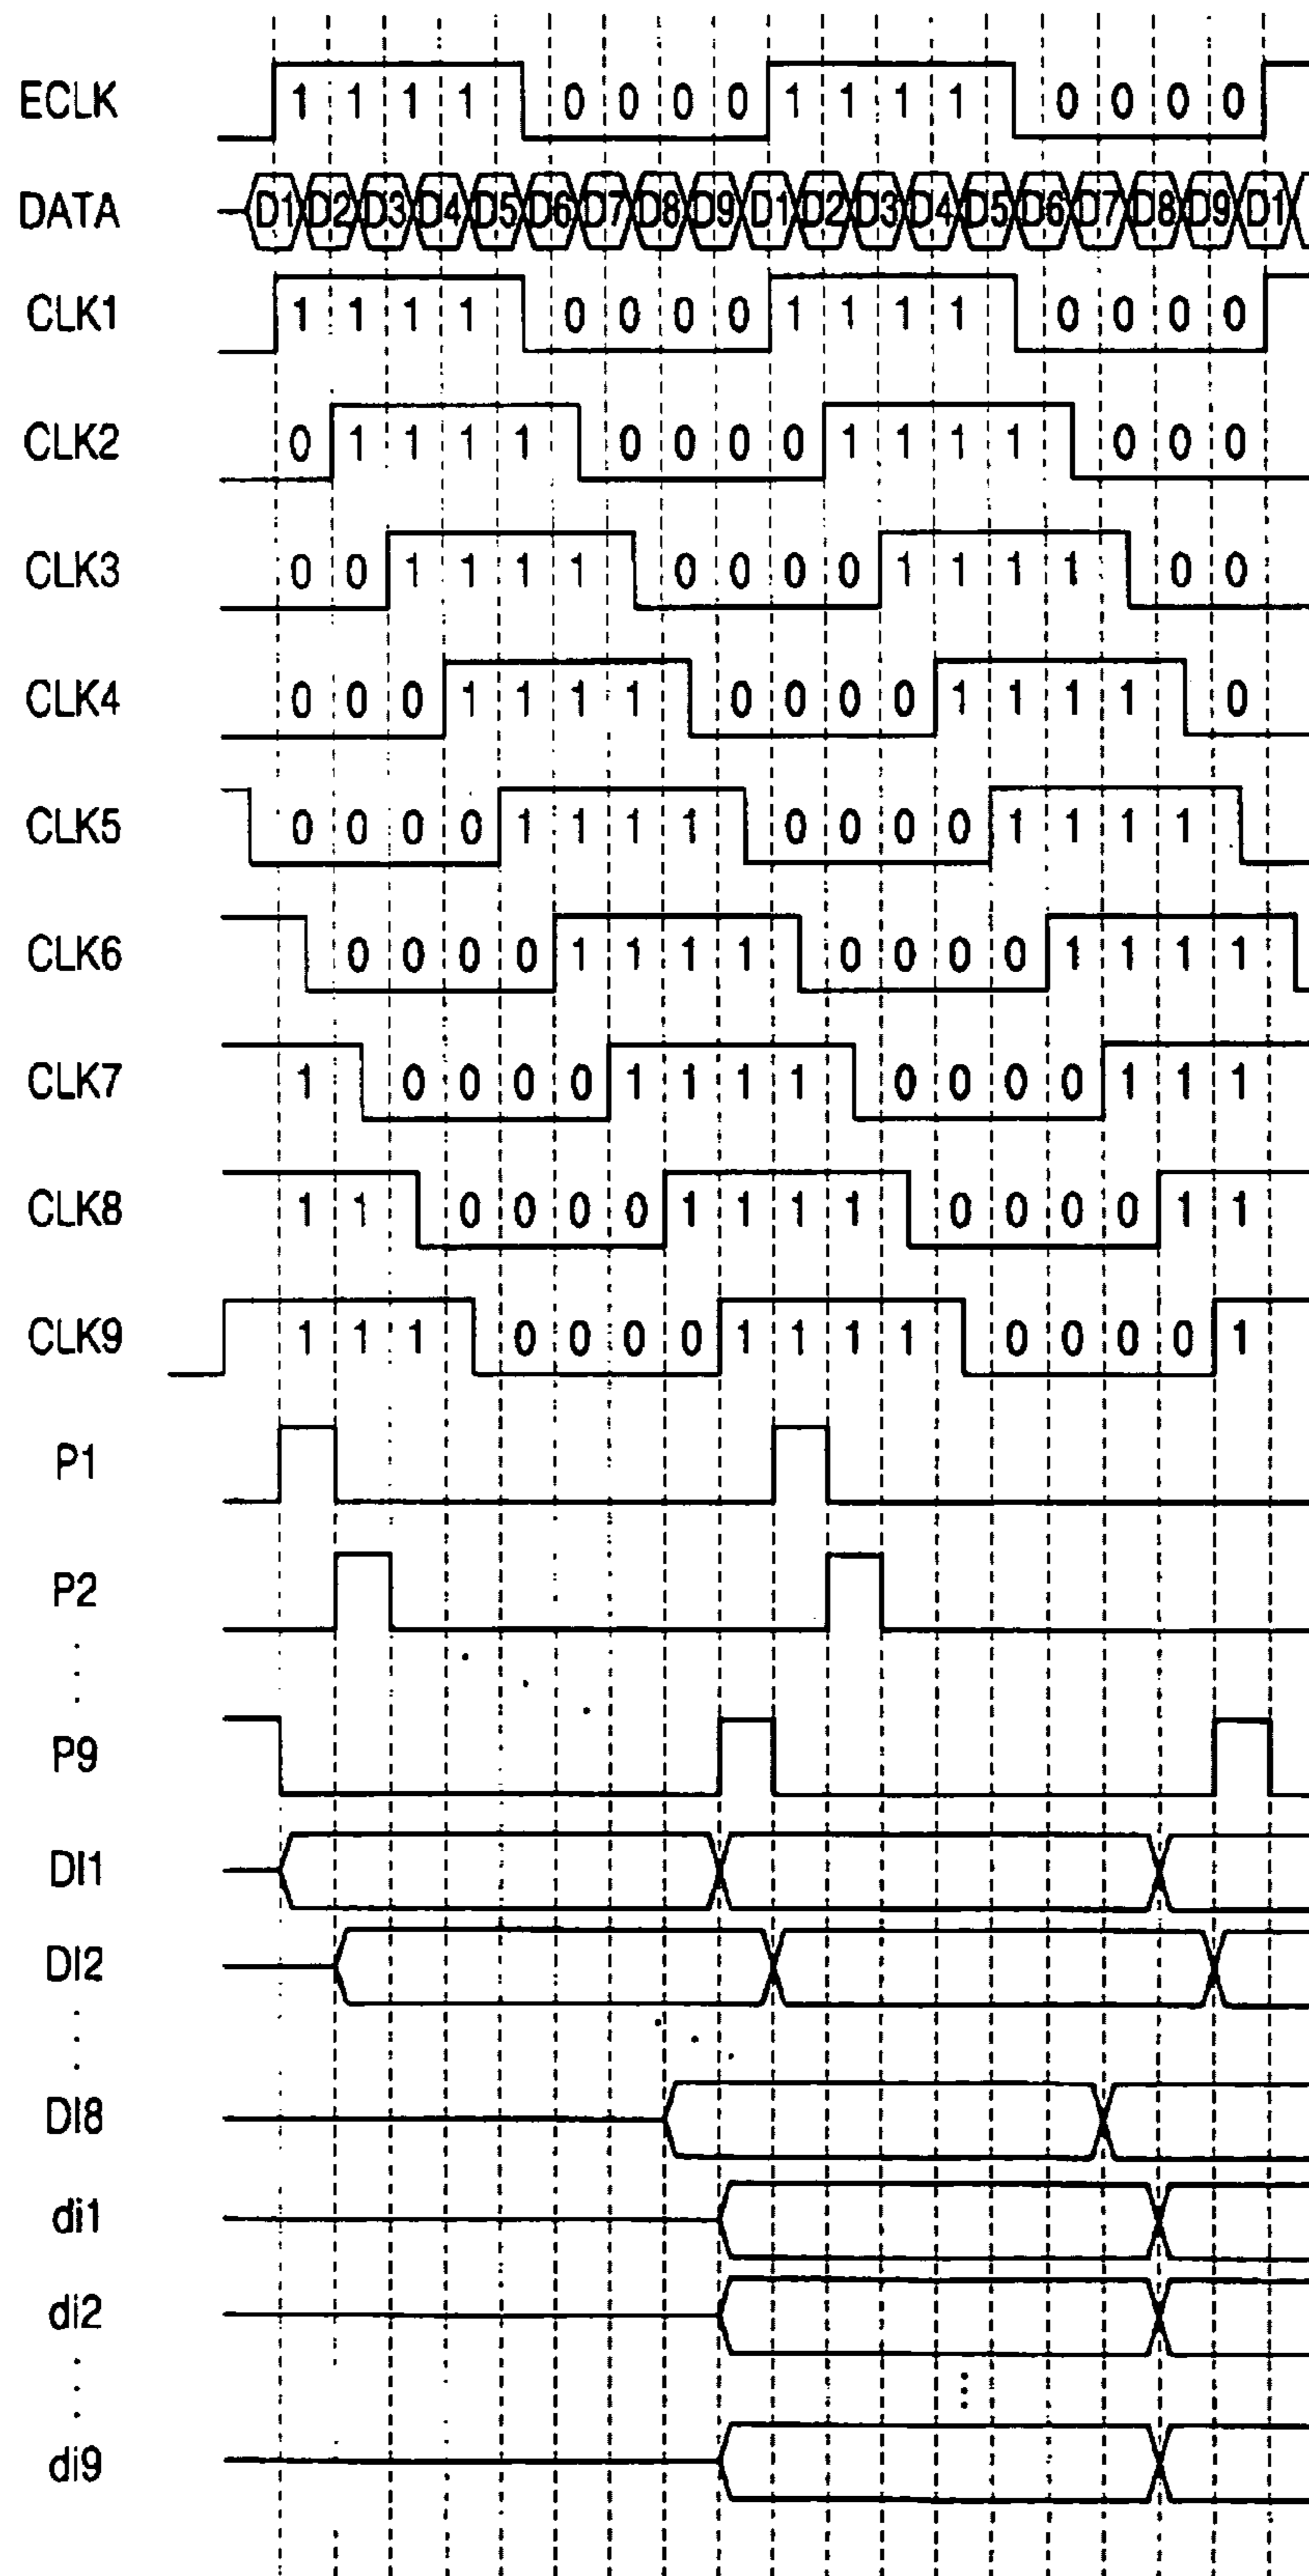 ECLK 1 1 1 1 0 0 0 0 1 1 1 1 0 0 0 0
DATA D1 D2 D3 D4 D5 D6 D7 D8 D9 D1 D2 D3 D4 D5 D6 D7 D8 D9 D1
CLK1 1 1 1 1 0 0 0 0 1 1 1 1 0 0 0 0
CLK2 0 1 1 1 1 0 0 0 0 1 1 1 1 0 0 0
CLK3 0 0 1 1 1 1 0 0 0 0 1 1 1 1 0 0
CLK4 0 0 0 1 1 1 1 0 0 0 0 1 1 1 1 0
CLK5 0 0 0 0 1 1 1 1 0 0 0 0 1 1 1 1
CLK6 0 0 0 0 1 1 1 1 0 0 0 0 1 1 1 1
CLK7 1 0 0 0 0 1 1 1 1 0 0 0 0 1 1 1
CLK8 1 1 0 0 0 0 1 1 1 1 0 0 0 0 1 1
CLK9 1 1 1 0 0 0 0 1 1 1 1 0 0 0 0 1
P1
P2
P9
DI1
DI2
DI8
di1
di2
di9